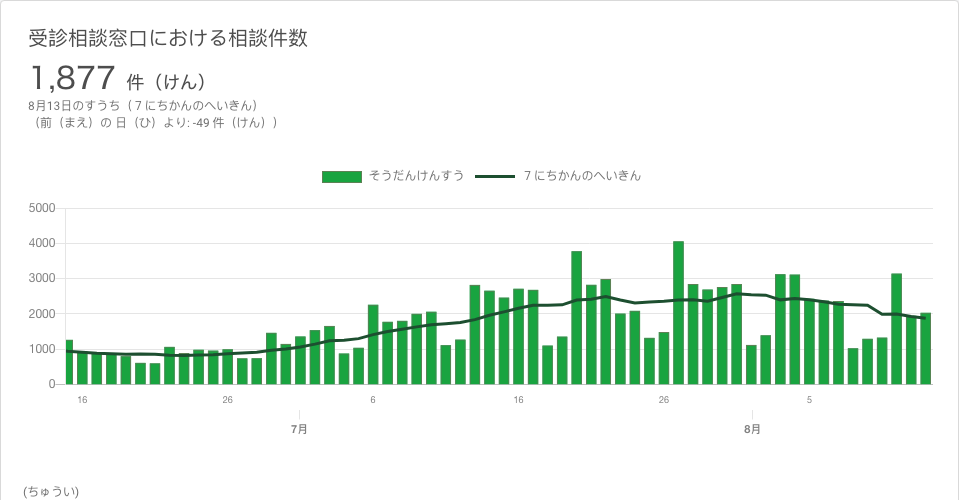 受診相談窓口における相談件数
1,877 件（けん）
8月13日のすうち（７にちかんのへいきん）
（前（まえ）の 日（ひ）より: -49 件（けん））
そうだんけんすう ７にちかんのへいきん
5000
4000
3000
2000
1000
0
16 26 6 16 26 5
7月 8月
(ちゅうい)